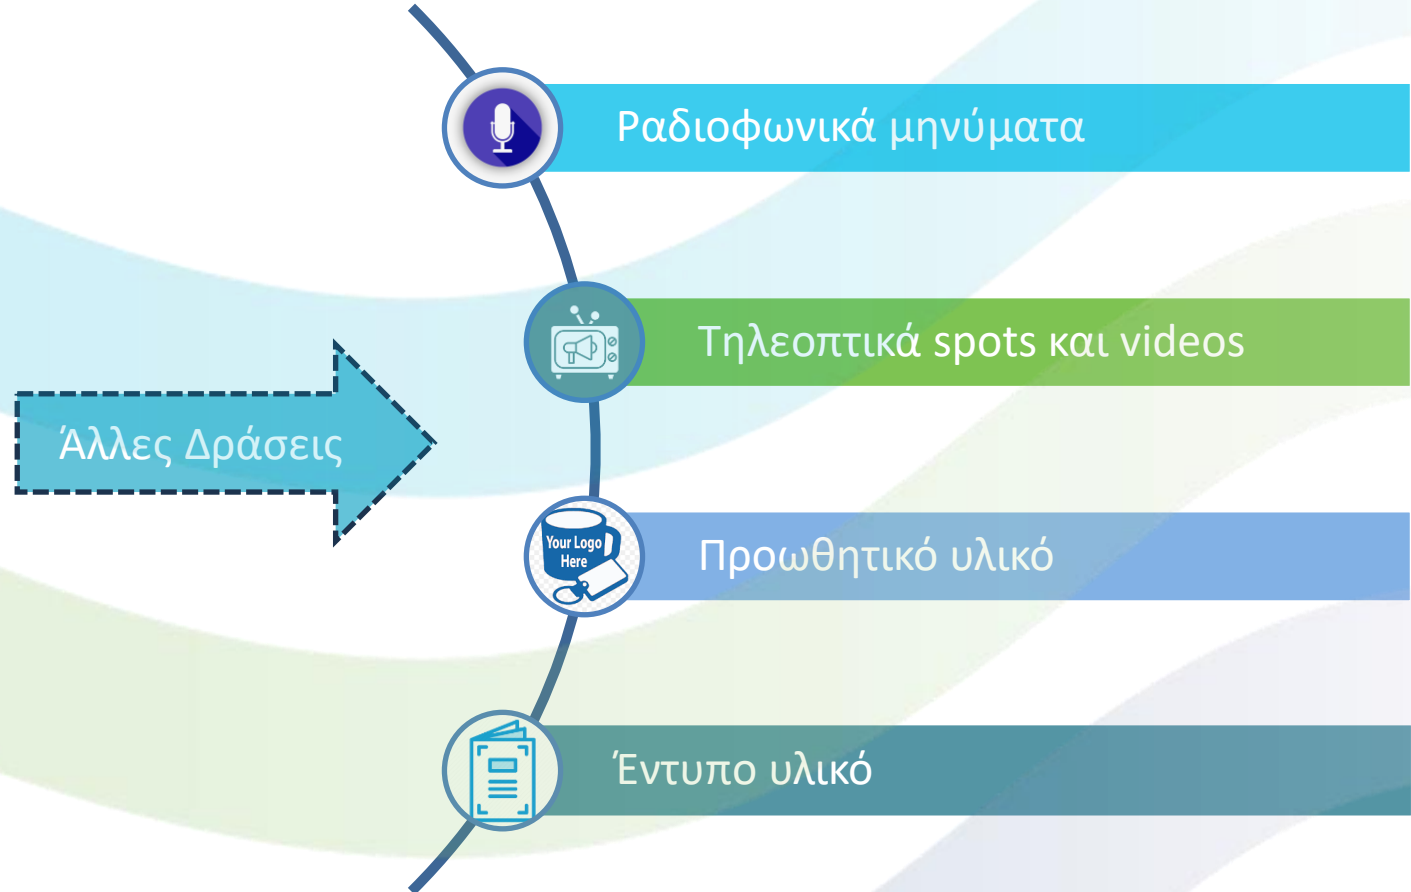 Ραδιοφωνικά μηνύματα
Τηλεοπτικά spots και videos
Άλλες Δράσεις
Your Logo
Here
Προωθητικό υλικό
Έντυπο υλικό